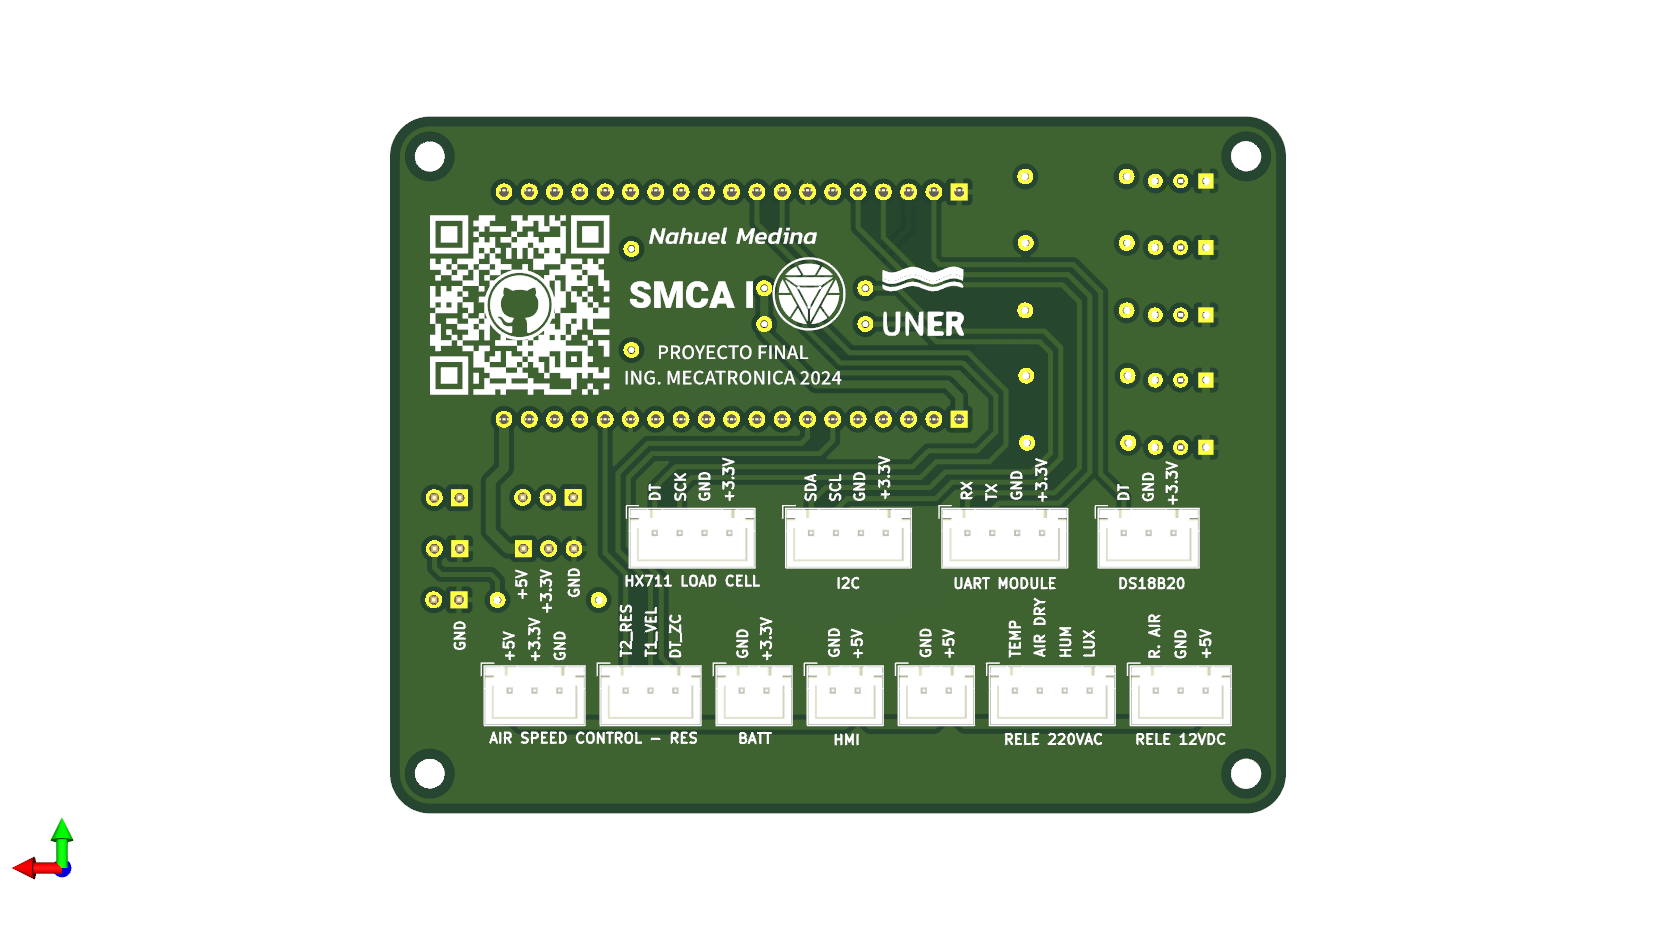 Nahuel Medina
SMCA I
UNER
PROYECTO FINAL
ING. MECATRONICA 2024
DT
SCK
GND
+3.3V
SDA
SCL
GND
+3.3V
RX
TX
GND
+3.3V
DT
GND
+3.3V
HX711 LOAD CELL
I2C
UART MODULE
DS18B20
+5V
+3.3V
GND
GND
+5V
+3.3V
GND
T2_RES
T1_VEL
DT_ZC
GND
+3.3V
GND
+5V
GND
+5V
TEMP
AIR DRY
HUM
LUX
R. AIR
GND
+5V
AIR SPEED CONTROL - RES
BATT
HMI
RELE 220VAC
RELE 12VDC